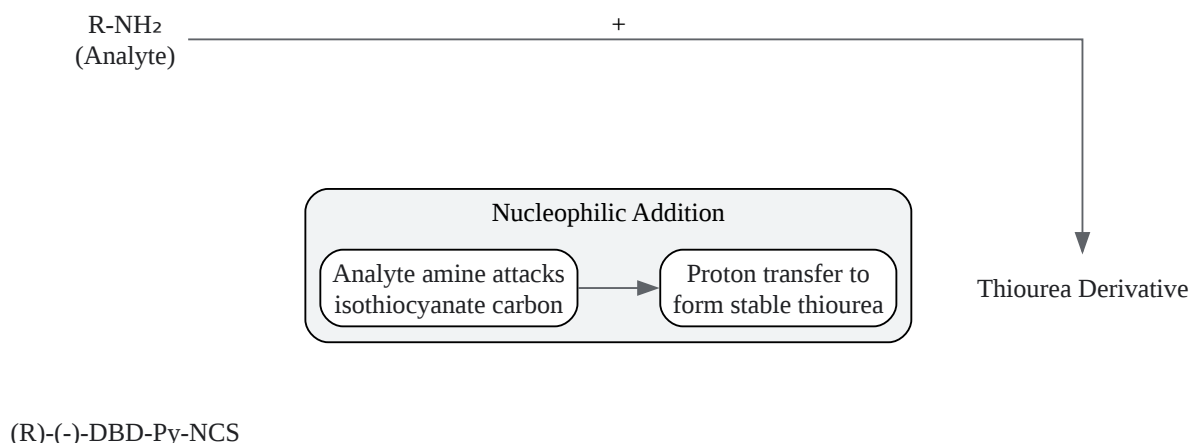 R-NH₂
(Analyte)
+
Nucleophilic Addition
Analyte amine attacks
isothiocyanate carbon
Proton transfer to
form stable thiourea
Thiourea Derivative
(R)-(-)-DBD-Py-NCS